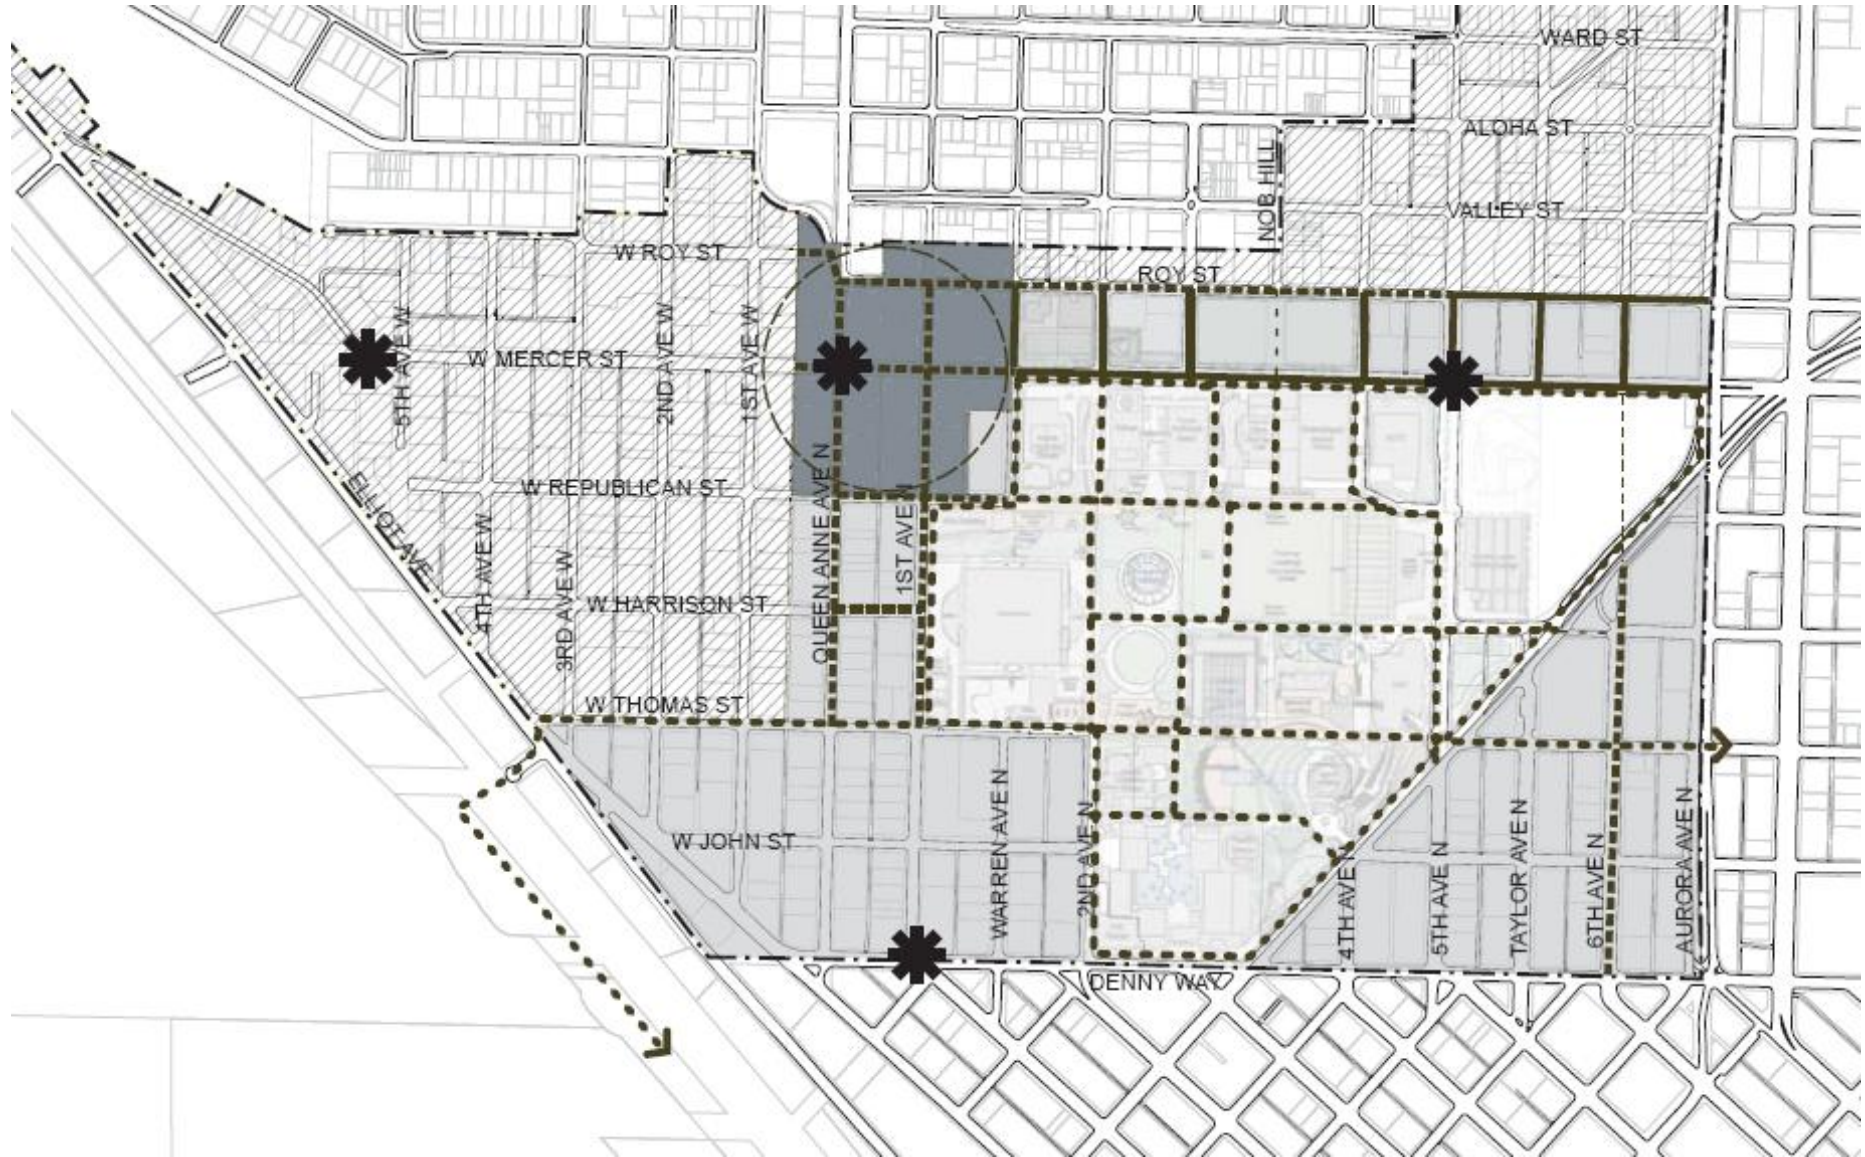 WARD ST
ALOHA ST
NOB HILL
VALLEY ST
W ROY ST
ROY ST
5TH AVE W
2ND AVE W
1ST AVE W
W MERCER ST
ELLIOT AVE
W REPUBLICAN ST
QUEEN ANNE AVE N
1ST AVE N
4TH AVE W
3RD AVE W
W HARRISON ST
W THOMAS ST
W JOHN ST
WARREN AVE N
2ND AVE N
4TH AVE N
5TH AVE N
TAYLOR AVE N
6TH AVE N
AURORA AVE N
DENNY WAY